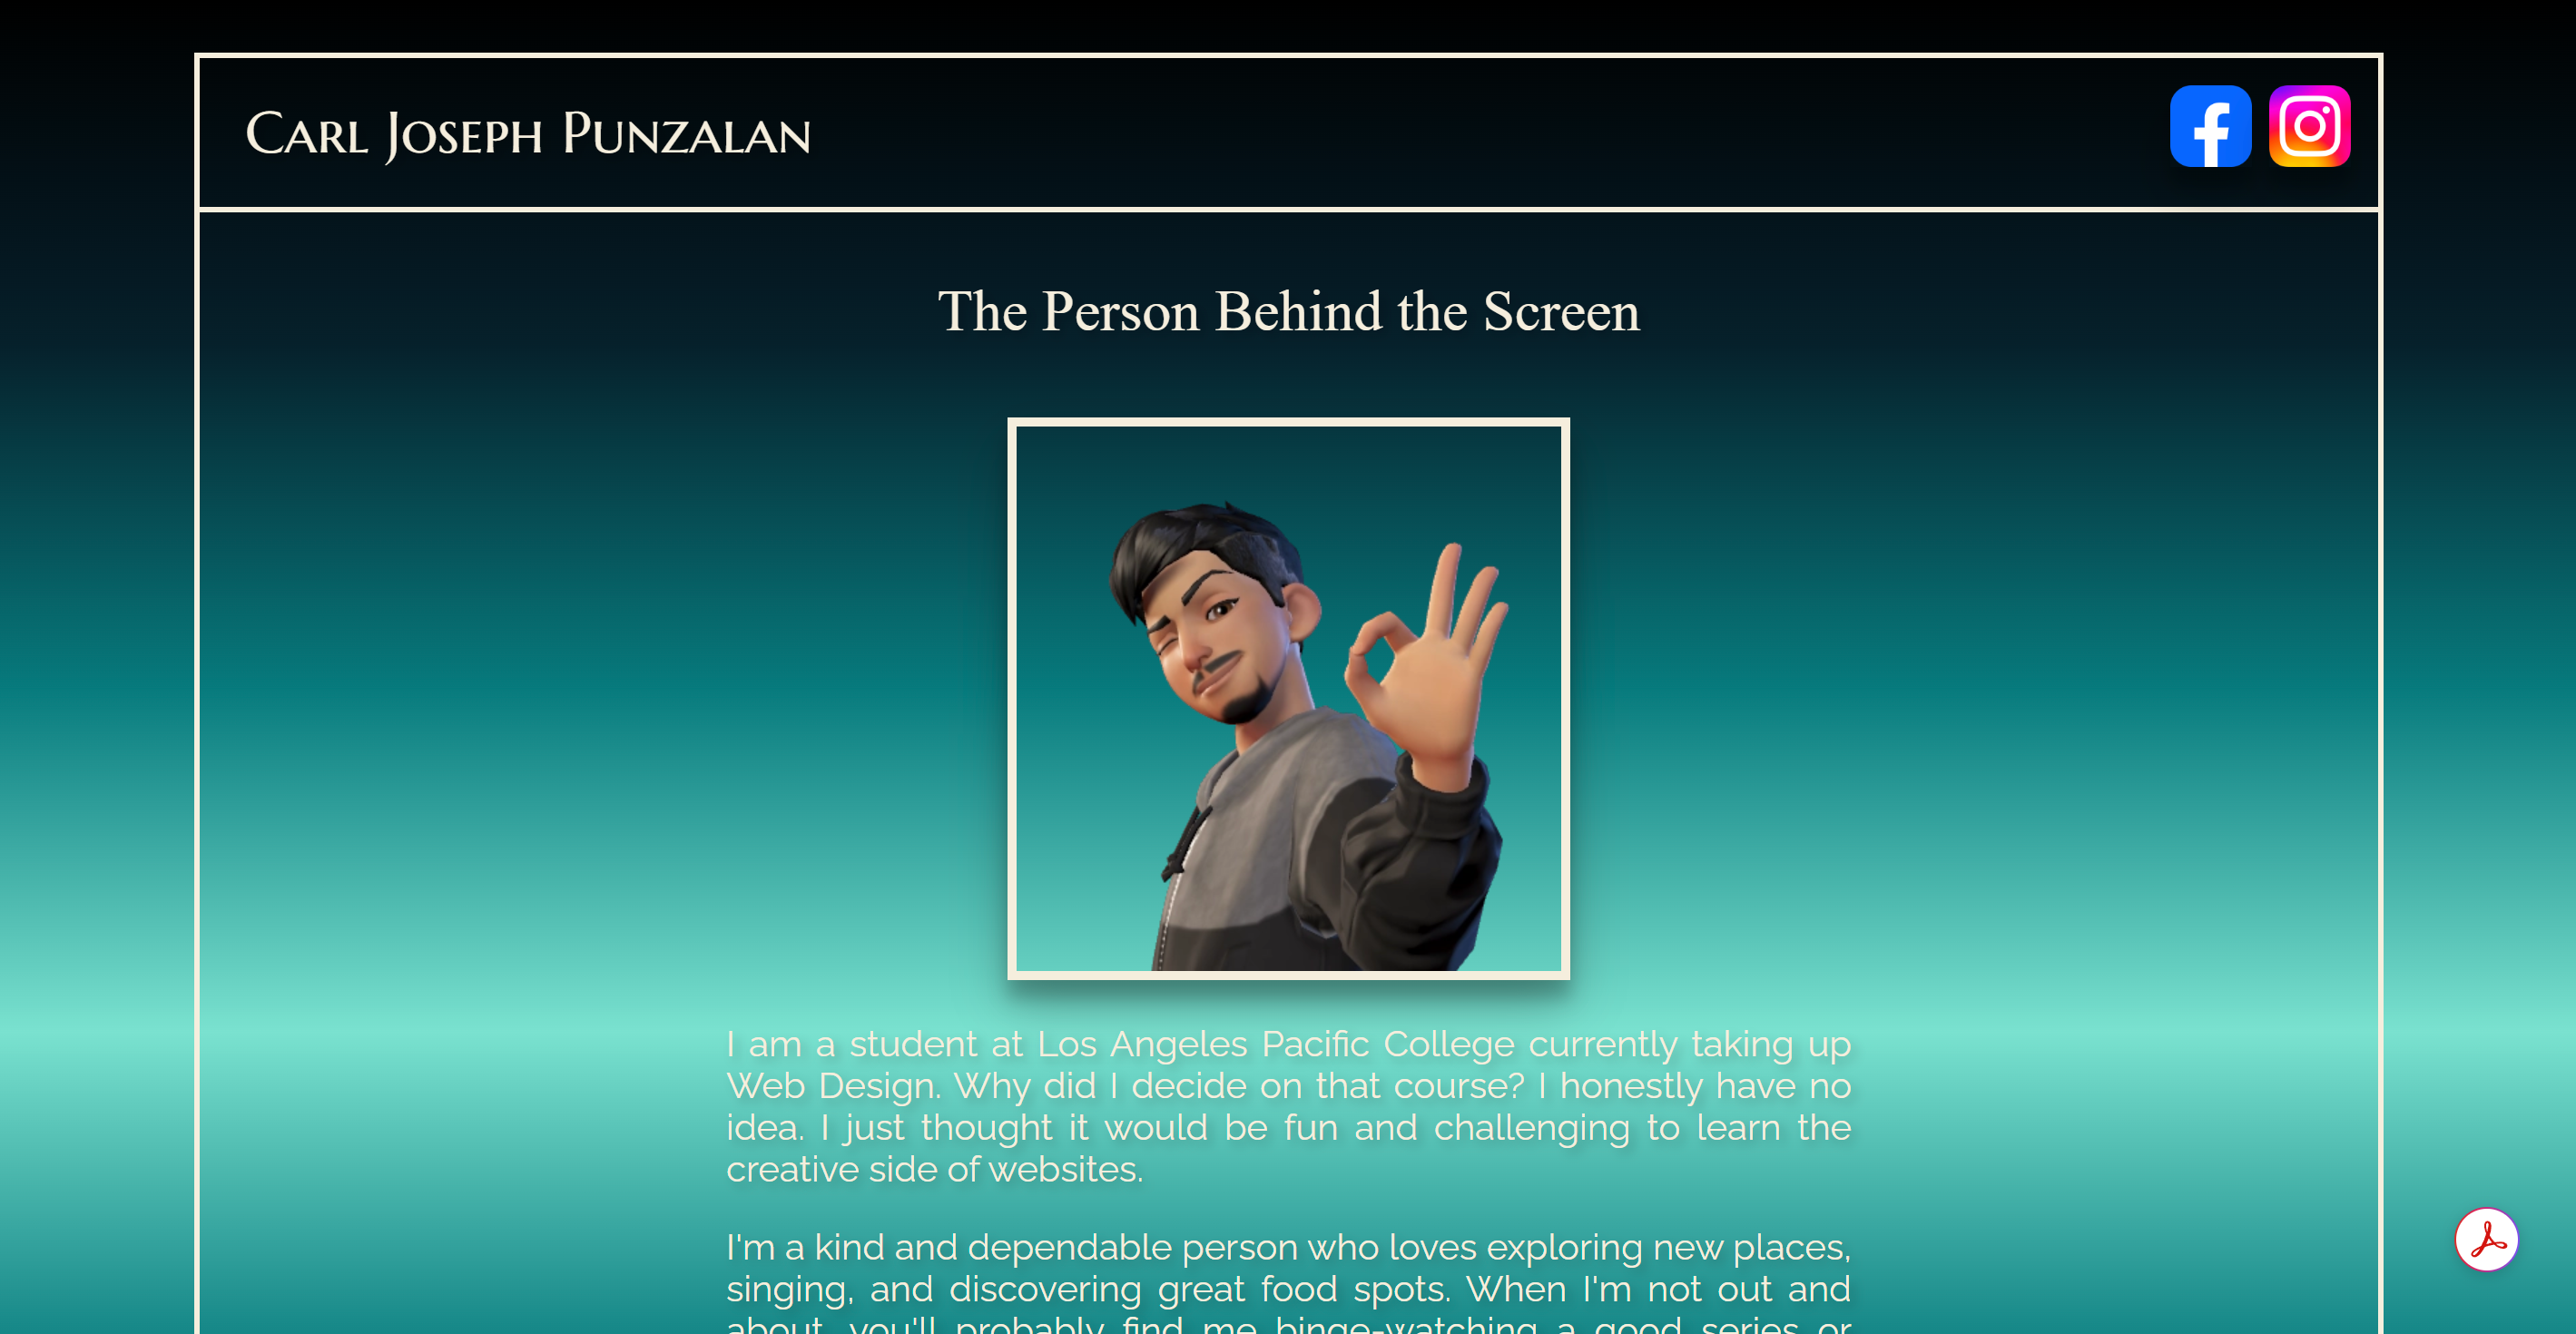 Carl Joseph Punzalan
The Person Behind the Screen
I am a student at Los Angeles Pacific College currently taking up
Web Design. Why did I decide on that course? I honestly have no
idea. I just thought it would be fun and challenging to learn the
creative side of websites.
I'm a kind and dependable person who loves exploring new places,
singing, and discovering great food spots. When I'm not out and
about, you'll probably find me binge-watching a good series or